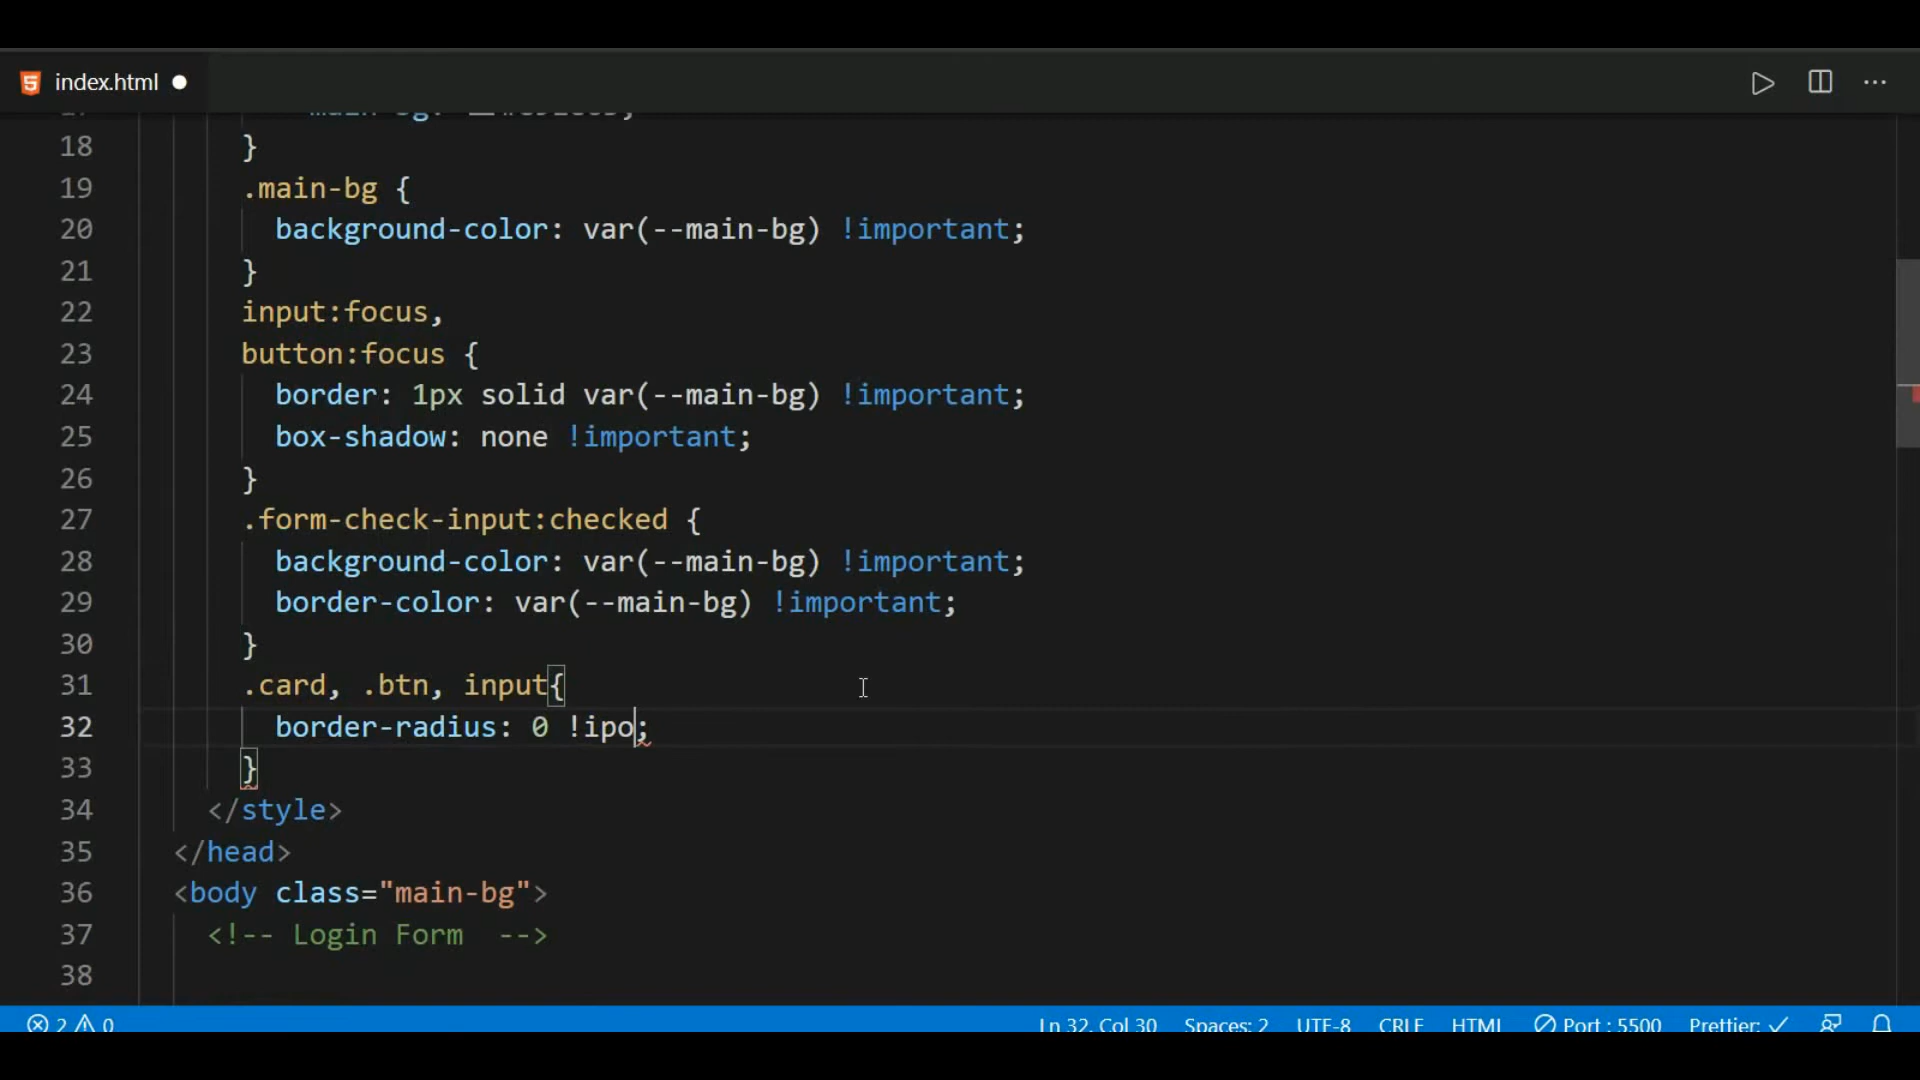 index.html
18 }
19 .main-bg {
20 background-color: var(--main-bg) !important;
21 }
22 input:focus,
23 button:focus {
24 border: 1px solid var(--main-bg) !important;
25 box-shadow: none !important;
26 }
27 .form-check-input:checked {
28 background-color: var(--main-bg) !important;
29 border-color: var(--main-bg) !important;
30 }
31 .card, .btn, input{
32 border-radius: 0 !ipo;
33 }
34 </style>
35 </head>
36 <body class="main-bg">
37 <!-- Login Form  -->
38
2 0 Ln 32, Col 30 Spaces: 2 UTF-8 CRLF HTML Port : 5500 Prettier: ✓